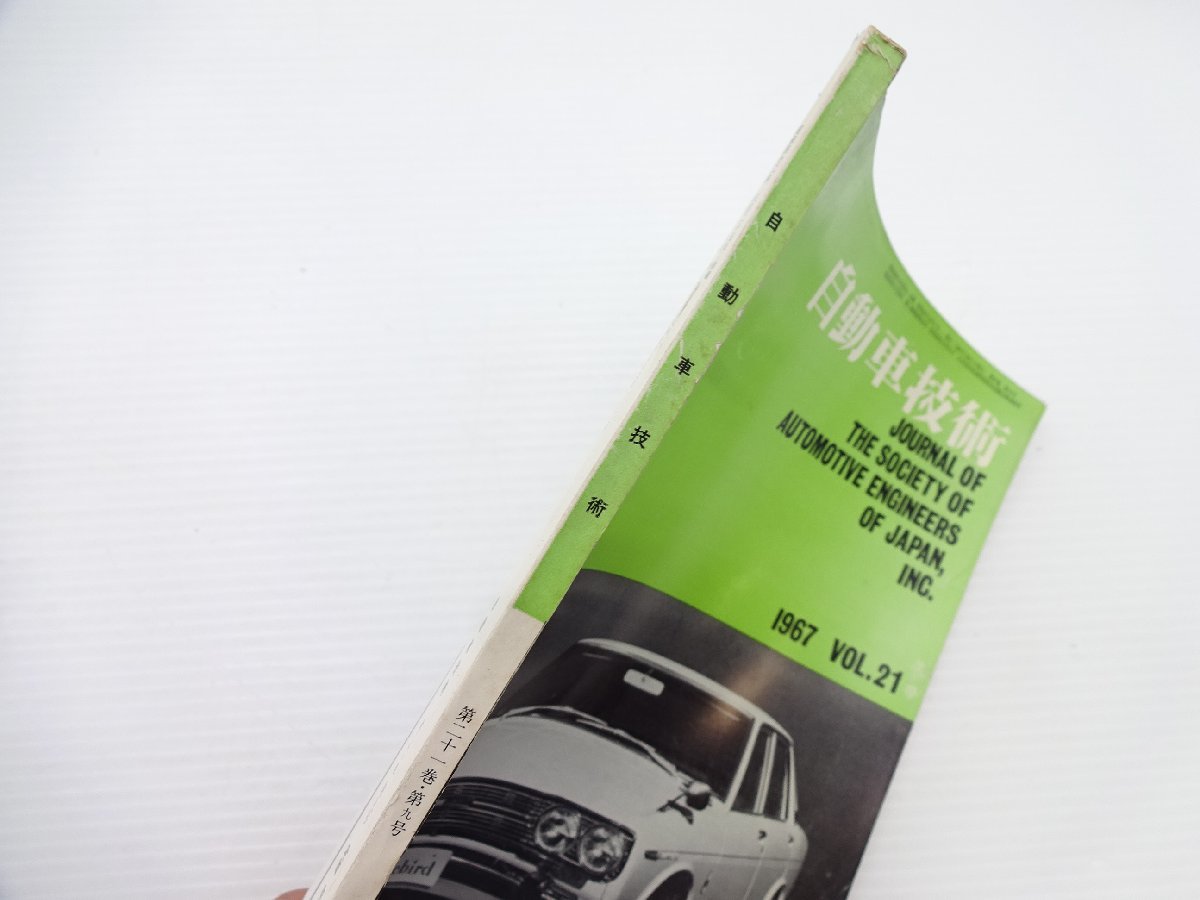 自動車技術
第二十一巻・第九号
自動車技術
JOURNAL OF
THE SOCIETY OF
AUTOMOTIVE ENGINEERS
OF JAPAN,
INC.
1967 VOL.21
ebird